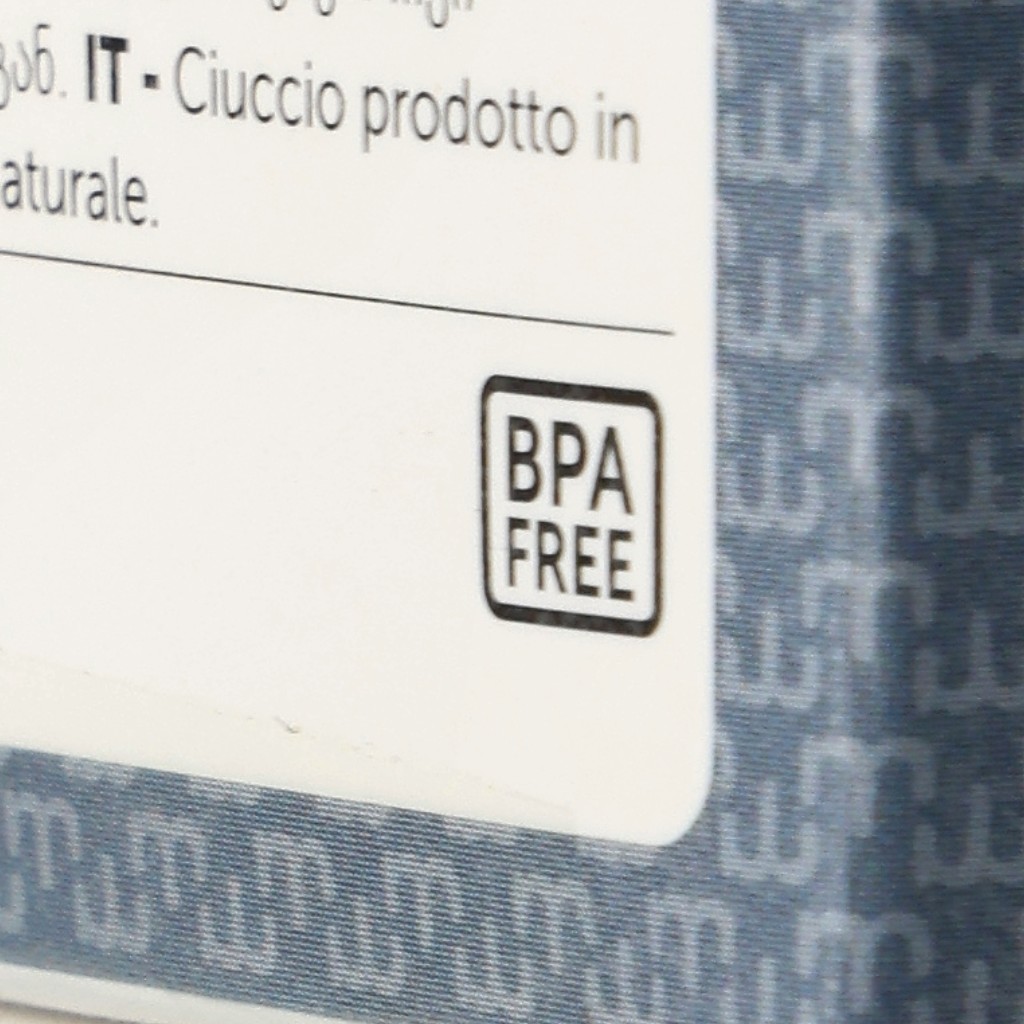 IT - Ciuccio prodotto in
aturale.
BPA
FREE